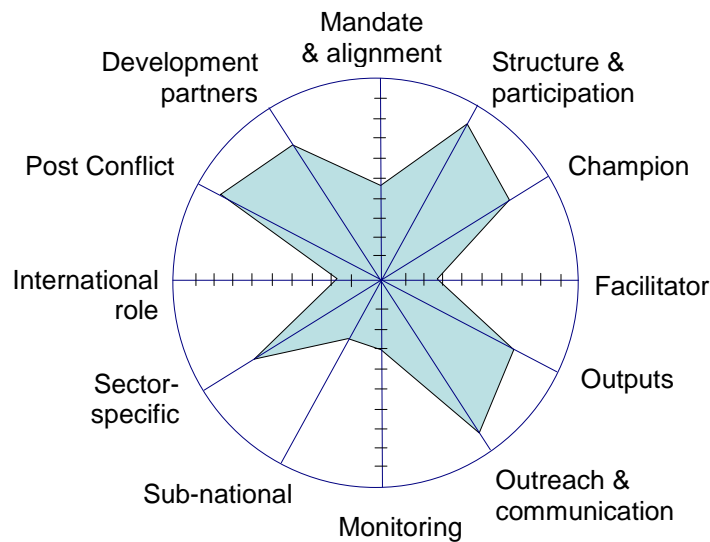 Mandate
& alignment
Structure &
participation
Champion
Facilitator
Outputs
Outreach &
communication
Monitoring
Sub-national
Sector-
specific
International
role
Post Conflict
Development
partners